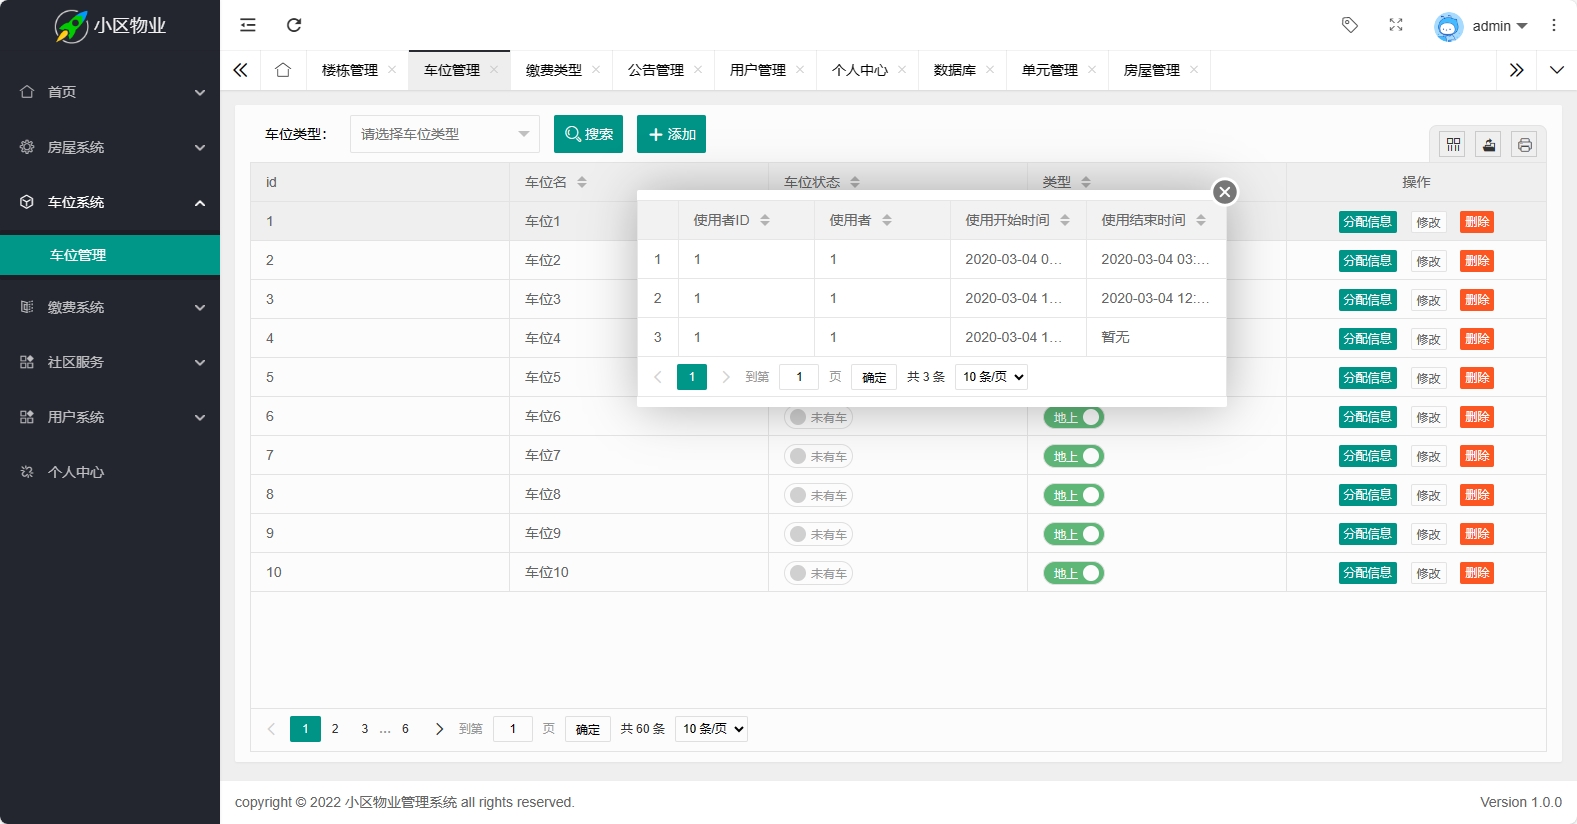 小区物业
admin
楼栋管理 车位管理 缴费类型 公告管理 用户管理 个人中心 数据库 单元管理 房屋管理
首页
房屋系统
车位系统
车位管理
缴费系统
社区服务
用户系统
个人中心
车位类型： 请选择车位类型 搜索 添加
id 车位名 车位状态 类型 操作
1 车位1 分配信息 修改 删除
2 车位2 分配信息 修改 删除
3 车位3 分配信息 修改 删除
4 车位4 分配信息 修改 删除
5 车位5 分配信息 修改 删除
6 车位6 未有车 地上 分配信息 修改 删除
7 车位7 未有车 地上 分配信息 修改 删除
8 车位8 未有车 地上 分配信息 修改 删除
9 车位9 未有车 地上 分配信息 修改 删除
10 车位10 未有车 地上 分配信息 修改 删除
使用者ID 使用者 使用开始时间 使用结束时间
1 1 1 2020-03-04 0... 2020-03-04 03:...
2 1 1 2020-03-04 1... 2020-03-04 12:...
3 1 1 2020-03-04 1... 暂无
1 到第 1 页 确定 共 3 条 10 条/页
1 2 3 … 6 到第 1 页 确定 共 60 条 10 条/页
copyright © 2022 小区物业管理系统 all rights reserved.
Version 1.0.0